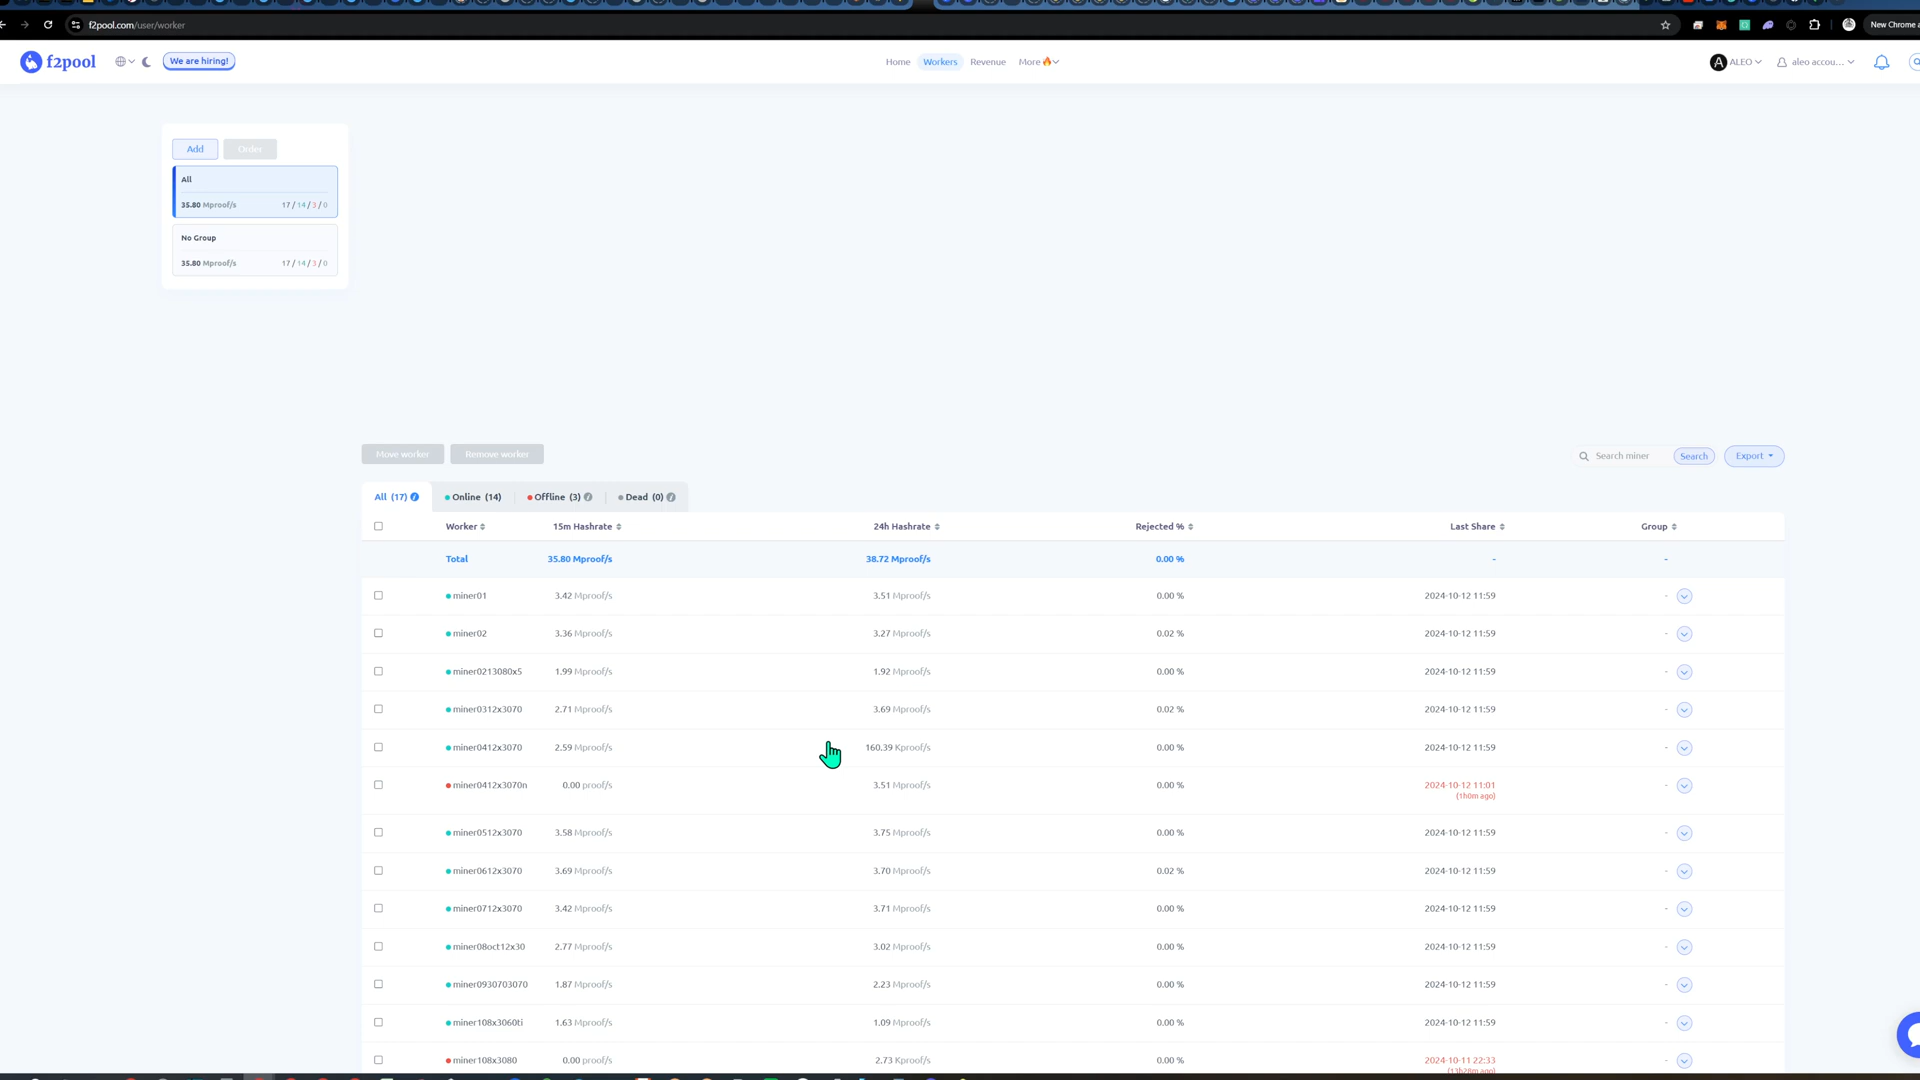 f2pool.com/user/worker
New Chrome a
f2pool
We are hiring!
Home
Workers
Revenue
More
A ALEO
aleo accou...
Add
Order
All
35.80 Mproof/s 17 / 14 / 3 / 0
No Group
35.80 Mproof/s 17 / 14 / 3 / 0
Move worker
Remove worker
Search miner
Search
Export
All (17)
Online (14)
Offline (3)
Dead (0)
Worker 15m Hashrate 24h Hashrate Rejected % Last Share Group
Total 35.80 Mproof/s 38.72 Mproof/s 0.00 % - -
miner01 3.42 Mproof/s 3.51 Mproof/s 0.00 % 2024-10-12 11:59 -
miner02 3.36 Mproof/s 3.27 Mproof/s 0.02 % 2024-10-12 11:59 -
miner0213080x5 1.99 Mproof/s 1.92 Mproof/s 0.00 % 2024-10-12 11:59 -
miner0312x3070 2.71 Mproof/s 3.69 Mproof/s 0.02 % 2024-10-12 11:59 -
miner0412x3070 2.59 Mproof/s 160.39 Kproof/s 0.00 % 2024-10-12 11:59 -
miner0412x3070n 0.00 proof/s 3.51 Mproof/s 0.00 % 2024-10-12 11:01 -
(1h0m ago)
miner0512x3070 3.58 Mproof/s 3.75 Mproof/s 0.00 % 2024-10-12 11:59 -
miner0612x3070 3.69 Mproof/s 3.70 Mproof/s 0.02 % 2024-10-12 11:59 -
miner0712x3070 3.42 Mproof/s 3.71 Mproof/s 0.00 % 2024-10-12 11:59 -
miner08oct12x30 2.77 Mproof/s 3.02 Mproof/s 0.00 % 2024-10-12 11:59 -
miner0930703070 1.87 Mproof/s 2.23 Mproof/s 0.00 % 2024-10-12 11:59 -
miner108x3060ti 1.63 Mproof/s 1.09 Mproof/s 0.00 % 2024-10-12 11:59 -
miner108x3080 0.00 proof/s 2.73 Kproof/s 0.00 % 2024-10-11 22:33 -
(13h28m ago)